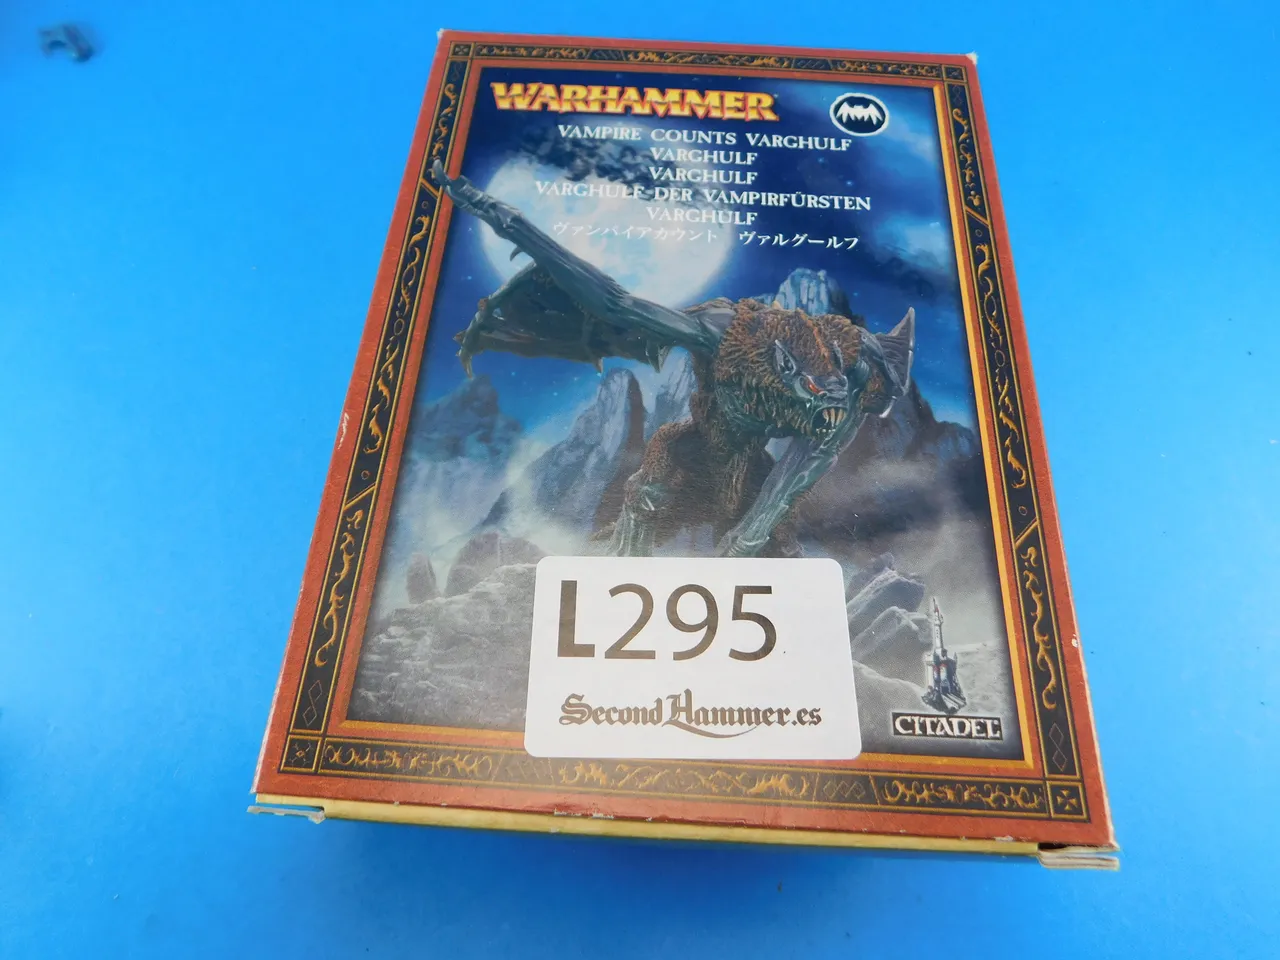 WARHAMMER
VAMPIRE COUNTS VARGHULF
VARGHULF
VARGHULF
VARGHULF DER VAMPIRFÜRSTEN
VARGHULF
ヴァンパイアカウント ヴァルグールフ
L295
SecondHammer.es
CITADEL